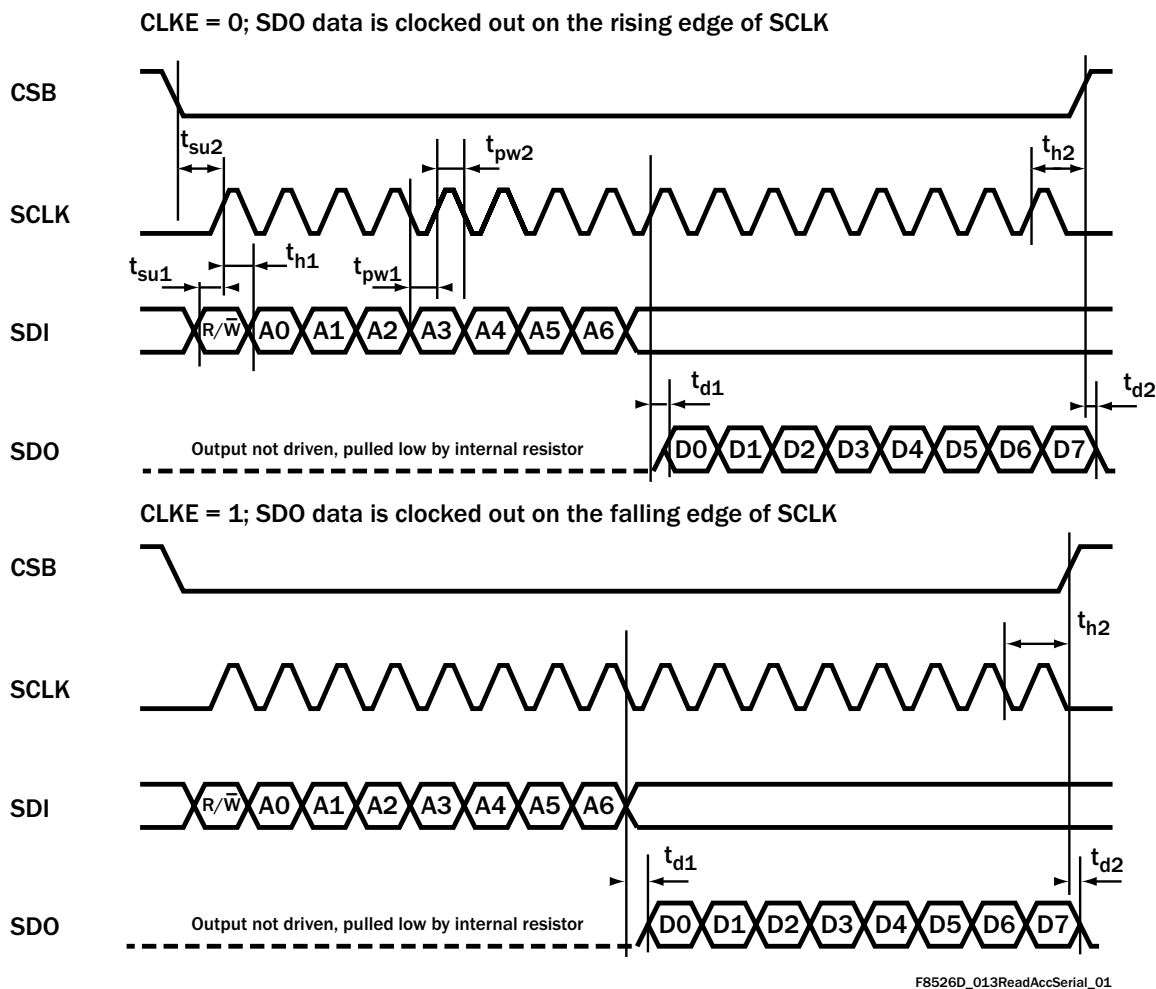 CLKE = 0; SDO data is clocked out on the rising edge of SCLK
CSB
tsu2
tpw2
th2
SCLK
tsu1
th1
tpw1
SDI
R/W̅ A0 A1 A2 A3 A4 A5 A6
td1
td2
SDO
Output not driven, pulled low by internal resistor
D0 D1 D2 D3 D4 D5 D6 D7
CLKE = 1; SDO data is clocked out on the falling edge of SCLK
CSB
th2
SCLK
SDI
R/W̅ A0 A1 A2 A3 A4 A5 A6
td1
td2
SDO
Output not driven, pulled low by internal resistor
D0 D1 D2 D3 D4 D5 D6 D7
F8526D_013ReadAccSerial_01